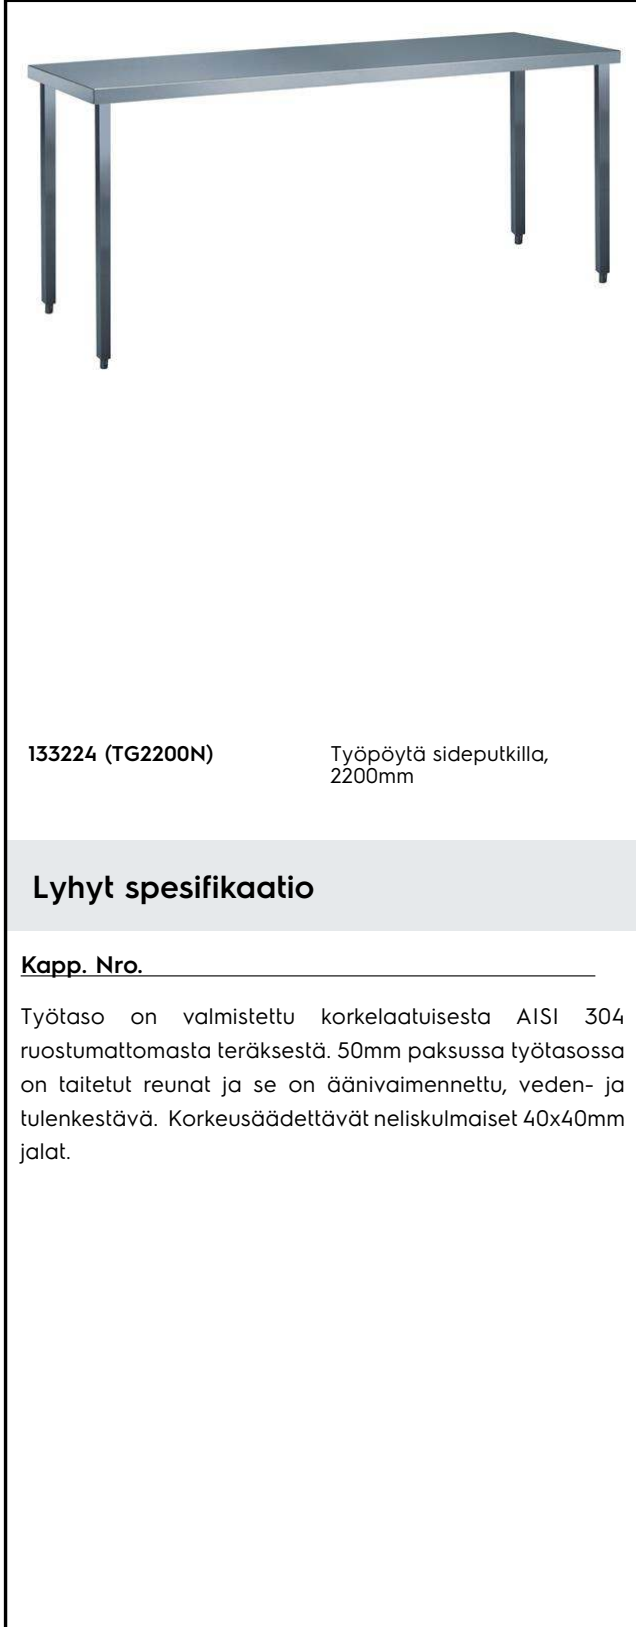 133224 (TG2200N)
Työpöytä sideputkilla,
2200mm
Lyhyt spesifikaatio
Kapp. Nro.
Työtaso on valmistettu korkelaatuisesta AISI 304
ruostumattomasta teräksestä. 50mm paksussa työtasossa
on taitetut reunat ja se on äänivaimennettu, veden- ja
tulenkestävä. Korkeusäädettävät neliskulmaiset 40x40mm
jalat.